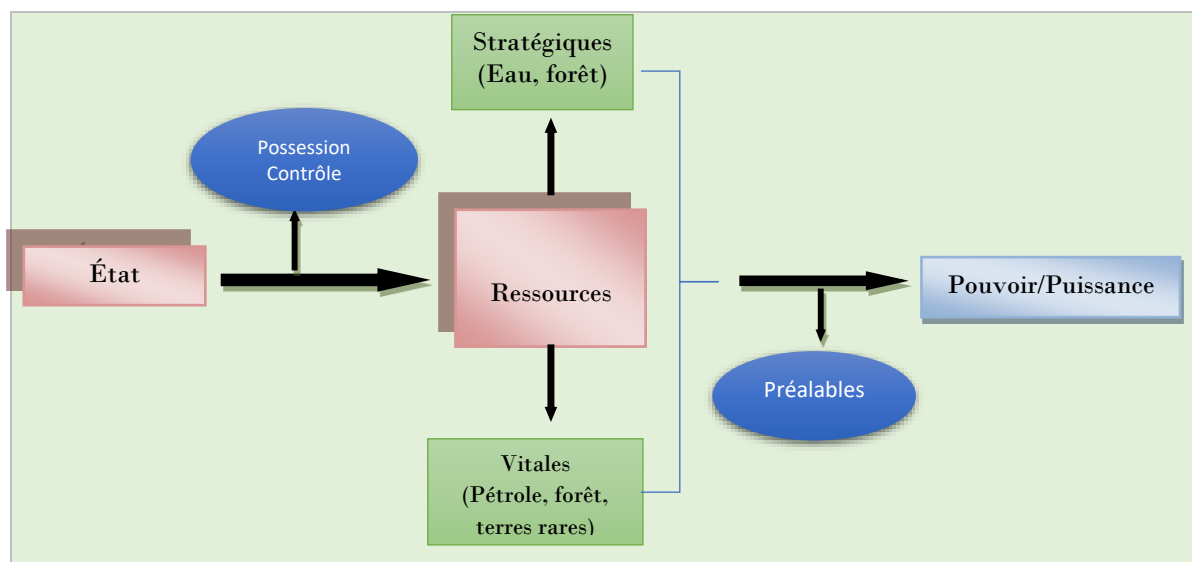 Stratégiques
(Eau, forêt)
Possession
Contrôle
État
Ressources
Pouvoir/Puissance
Préalables
Vitales
(Pétrole, forêt,
terres rares)